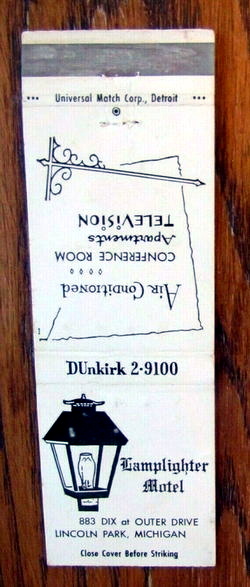 *** Universal Match Corp., Detroit ***
Air Conditioned
◊ ◊ ◊ ◊
CONFERENCE ROOM
Apartments
TELEVISION
DUnkirk 2-9100
Lamplighter
Motel
883 DIX at OUTER DRIVE
LINCOLN PARK, MICHIGAN
Close Cover Before Striking